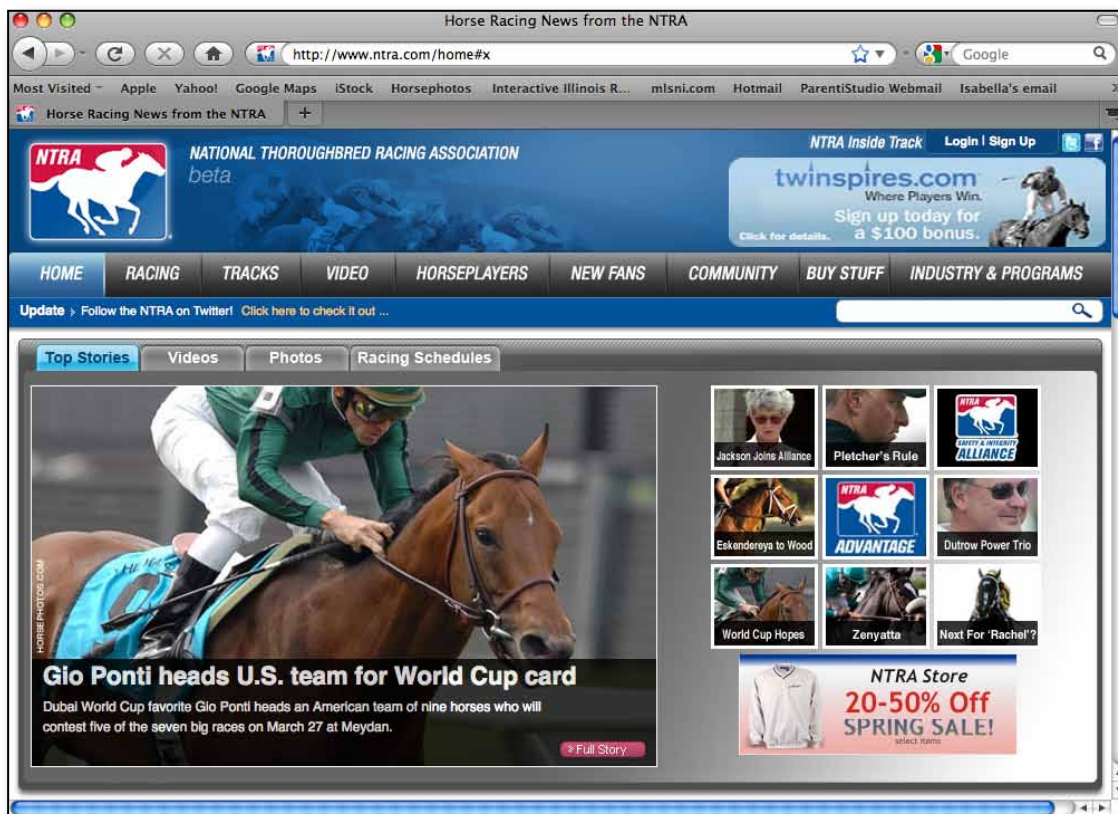 Horse Racing News from the NTRA
http://www.ntra.com/home#x
Google
Most Visited Apple Yahoo! Google Maps iStock Horsephotos Interactive Illinois R... mlsni.com Hotmail ParentiStudio Webmail Isabella's email
Horse Racing News from the NTRA +
NTRA Inside Track Login | Sign Up
NTRA
NATIONAL THOROUGHBRED RACING ASSOCIATION
beta
twinspires.com
Where Players Win.
Sign up today for
Click for details. a $100 bonus.
HOME RACING TRACKS VIDEO HORSEPLAYERS NEW FANS COMMUNITY BUY STUFF INDUSTRY & PROGRAMS
Update > Follow the NTRA on Twitter! Click here to check it out ...
Top Stories Videos Photos Racing Schedules
HORSEPHOTOS.COM
Gio Ponti heads U.S. team for World Cup card
Dubai World Cup favorite Gio Ponti heads an American team of nine horses who will
contest five of the seven big races on March 27 at Meydan.
» Full Story
Jackson Joins Alliance
Pletcher's Rule
NTRA
SAFETY & INTEGRITY
ALLIANCE
Eskendereya to Wood
NTRA
ADVANTAGE
Dutrow Power Trio
World Cup Hopes
Zenyatta
Next For 'Rachel'?
NTRA Store
20-50% Off
SPRING SALE!
select items